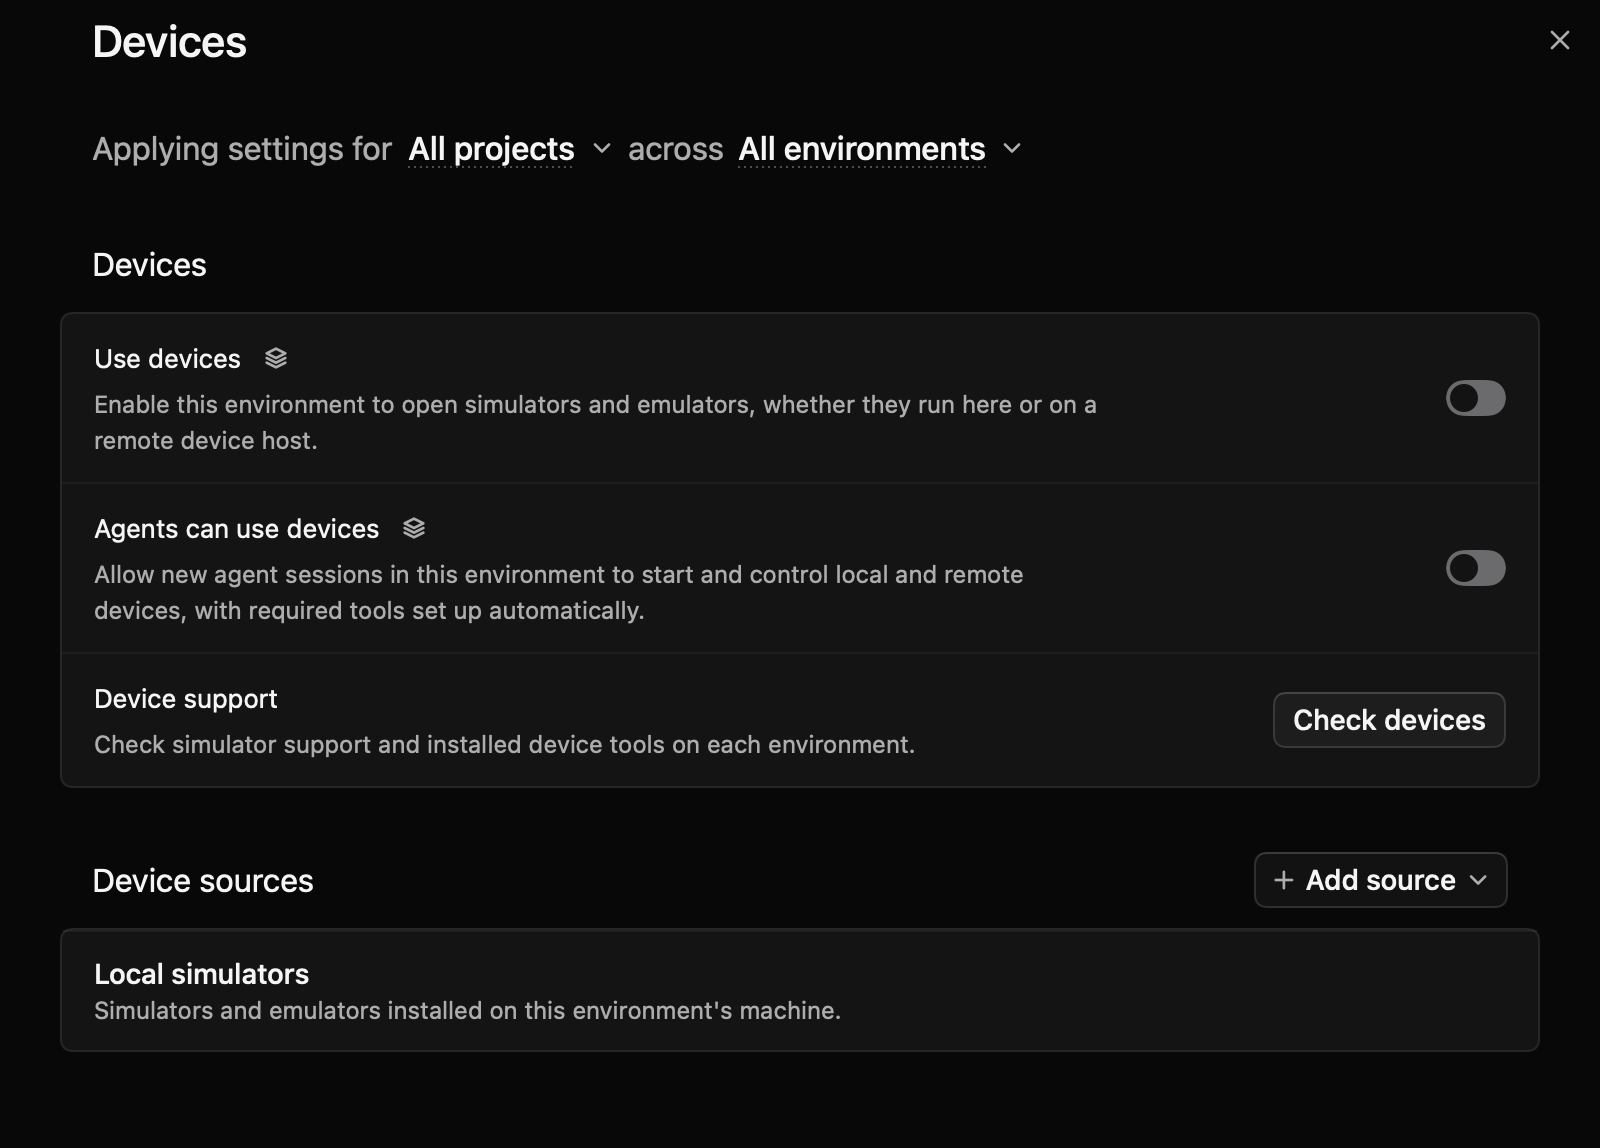 Devices
Applying settings for All projects across All environments
Devices
Use devices
Enable this environment to open simulators and emulators, whether they run here or on a
remote device host.
Agents can use devices
Allow new agent sessions in this environment to start and control local and remote
devices, with required tools set up automatically.
Device support
Check simulator support and installed device tools on each environment.
Check devices
Device sources
Add source
Local simulators
Simulators and emulators installed on this environment's machine.